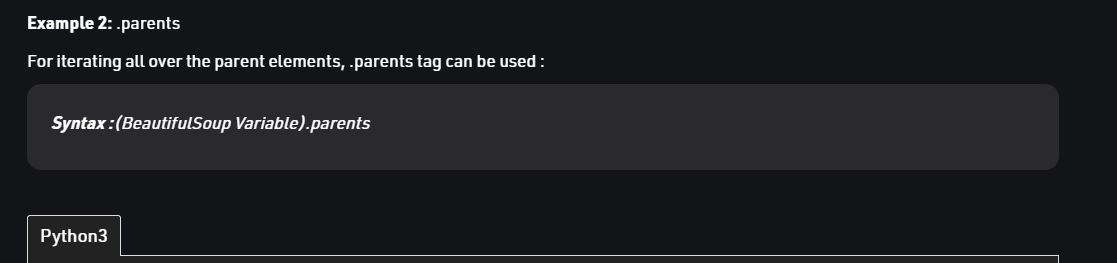 Example 2: .parents
For iterating all over the parent elements, .parents tag can be used :
Syntax :(BeautifulSoup Variable).parents
Python3